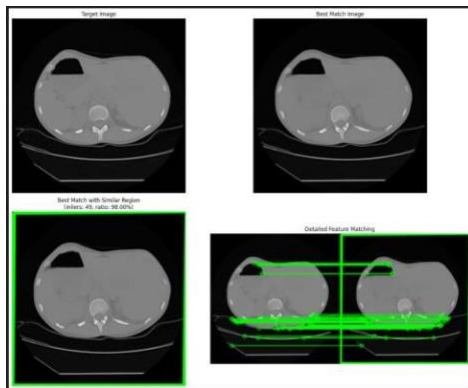 Target Image
Best Match Image
Best Match with Similar Region
(inliers: 49, ratio: 98.00%)
Detailed Feature Matching